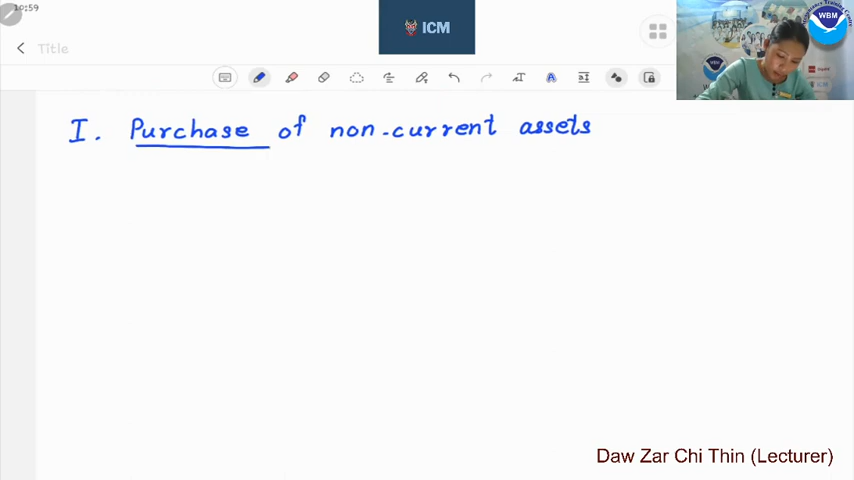 10:59
ICM
WBM
Title
I. Purchase of non-current assets
Daw Zar Chi Thin (Lecturer)